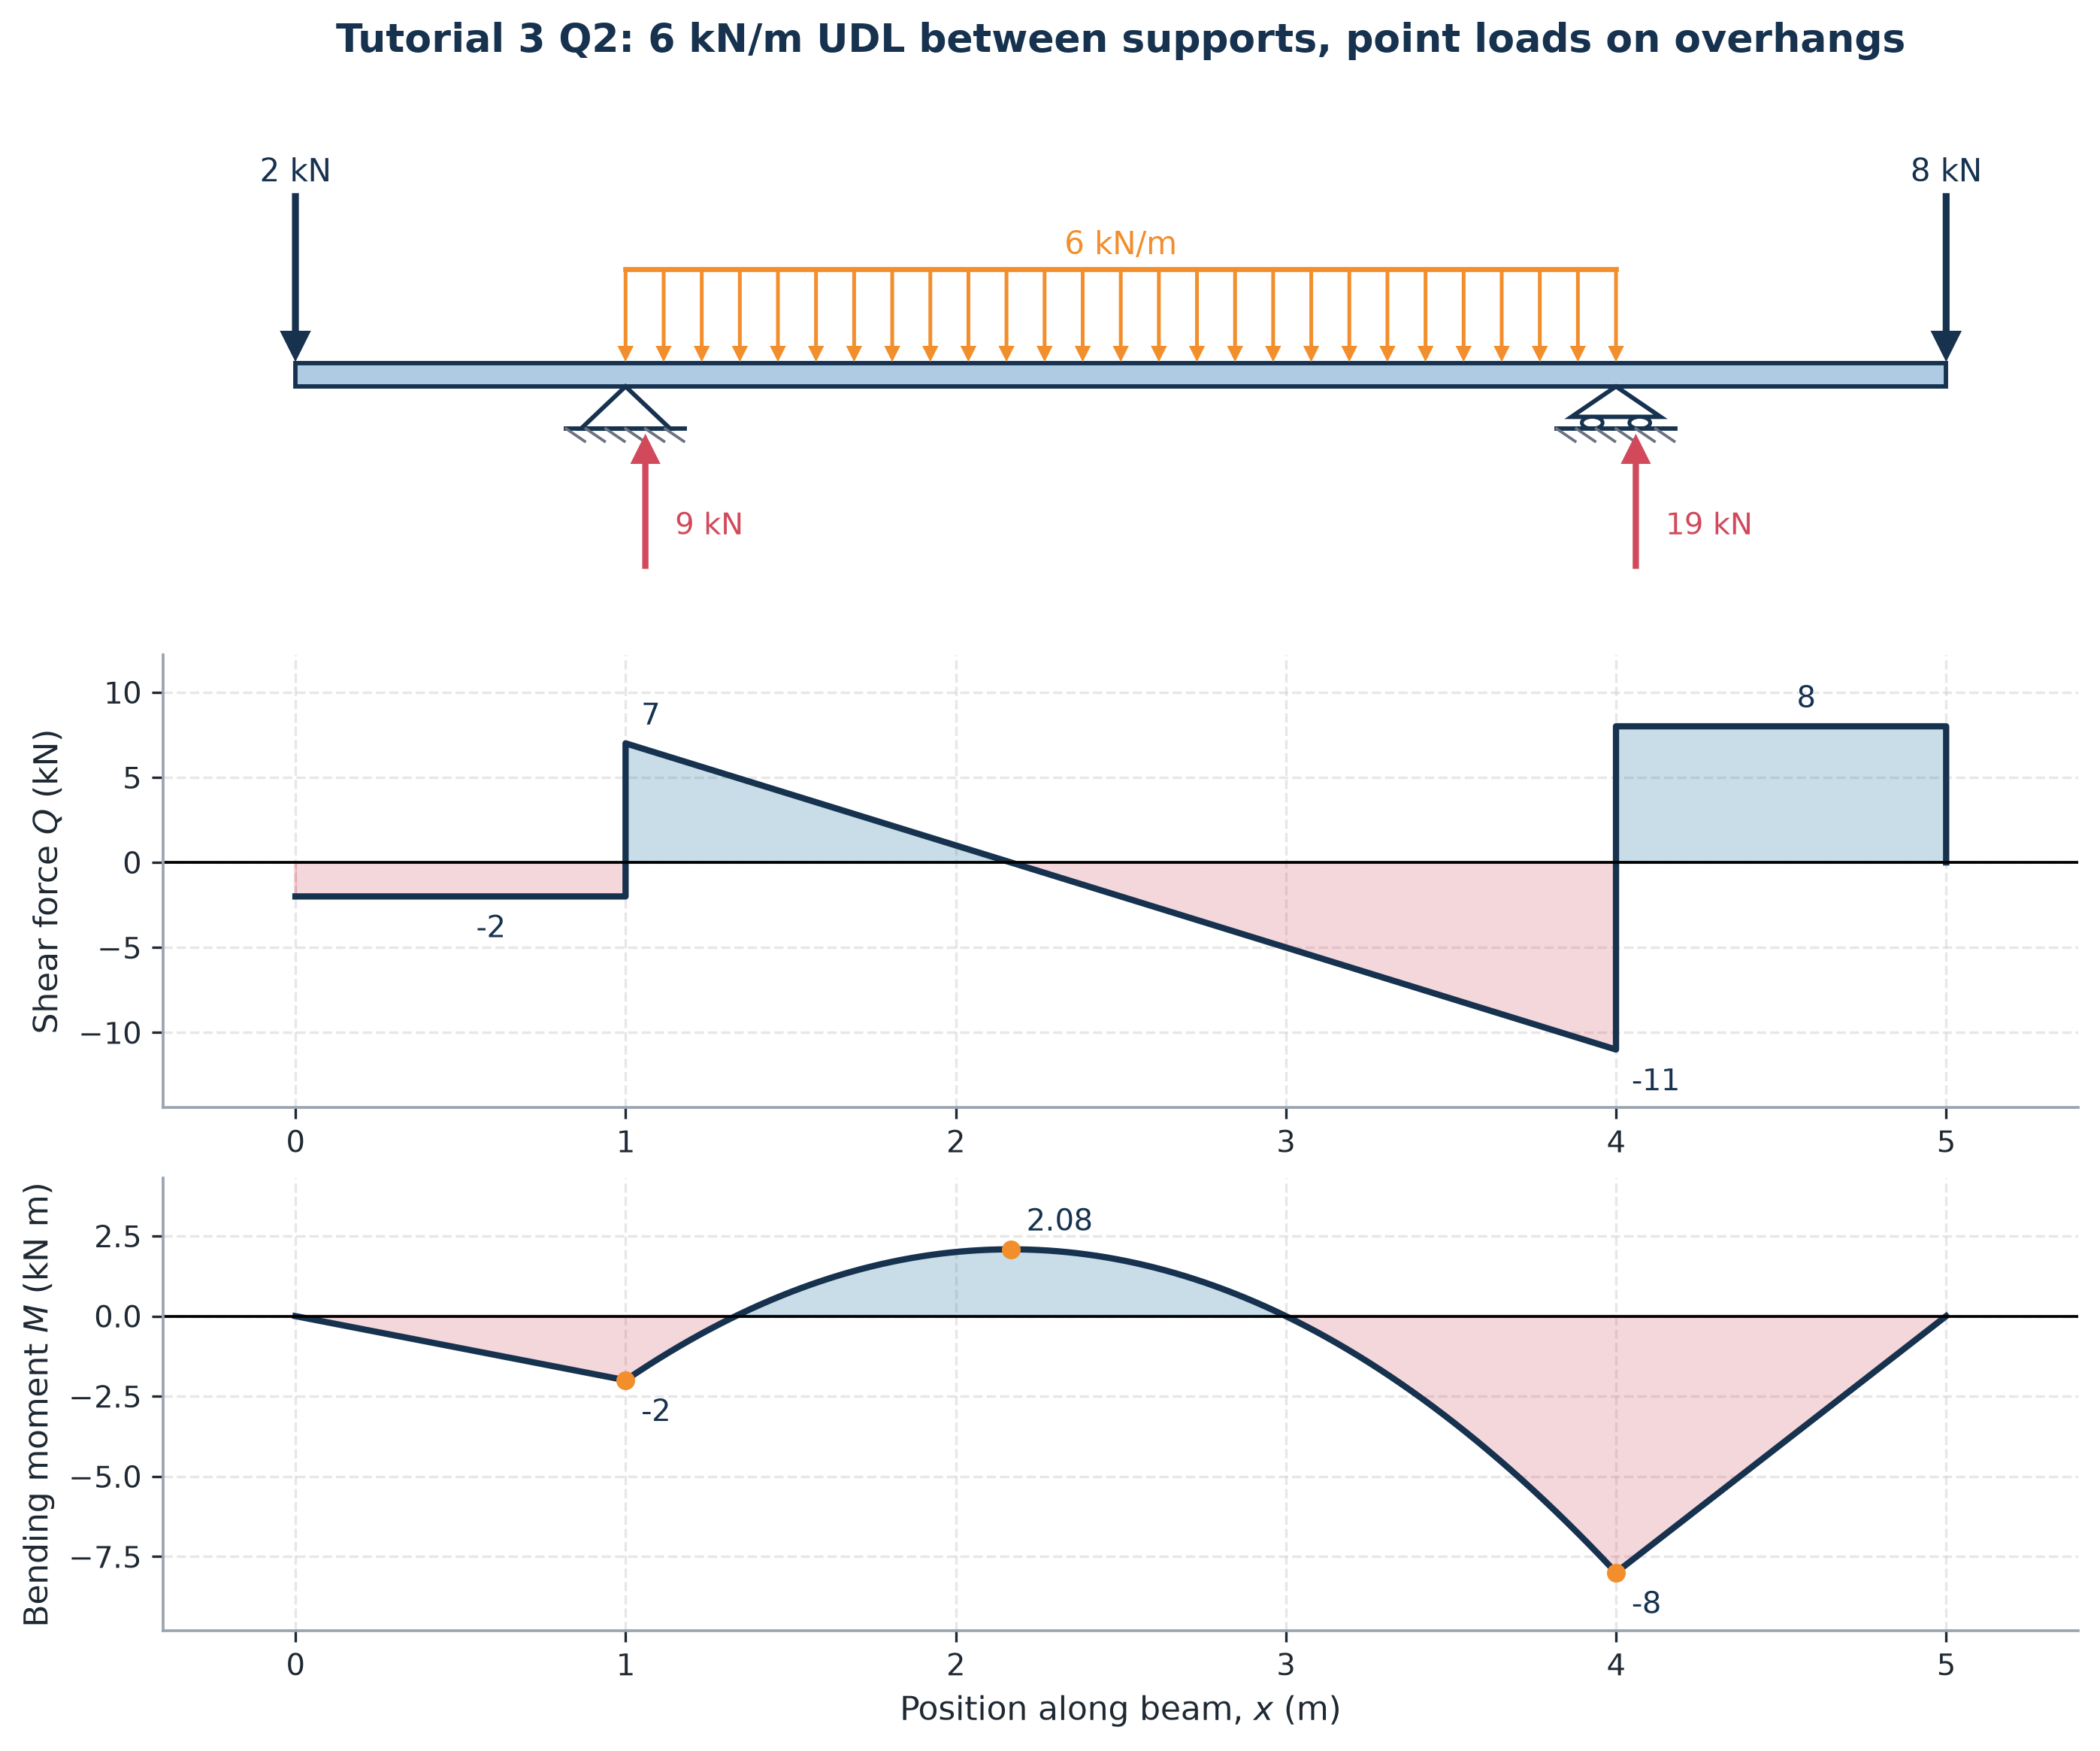 Tutorial 3 Q2: 6 kN/m UDL between supports, point loads on overhangs
2 kN
8 kN
6 kN/m
9 kN
19 kN
Shear force Q (kN)
10
5
0
−5
−10
7
8
-2
-11
0 1 2 3 4 5
Bending moment M (kN m)
2.5
0.0
−2.5
−5.0
−7.5
2.08
-2
-8
0 1 2 3 4 5
Position along beam, x (m)